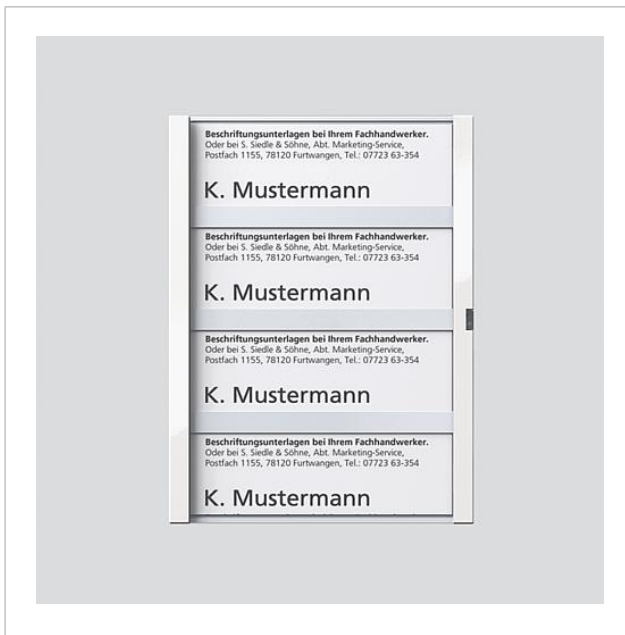 Beschriftungsunterlagen bei Ihrem Fachhandwerker.
Oder bei S. Siedle & Söhne, Abt. Marketing-Service,
Postfach 1155, 78120 Furtwangen, Tel.: 07723 63-354
K. Mustermann
Beschriftungsunterlagen bei Ihrem Fachhandwerker.
Oder bei S. Siedle & Söhne, Abt. Marketing-Service,
Postfach 1155, 78120 Furtwangen, Tel.: 07723 63-354
K. Mustermann
Beschriftungsunterlagen bei Ihrem Fachhandwerker.
Oder bei S. Siedle & Söhne, Abt. Marketing-Service,
Postfach 1155, 78120 Furtwangen, Tel.: 07723 63-354
K. Mustermann
Beschriftungsunterlagen bei Ihrem Fachhandwerker.
Oder bei S. Siedle & Söhne, Abt. Marketing-Service,
Postfach 1155, 78120 Furtwangen, Tel.: 07723 63-354
K. Mustermann